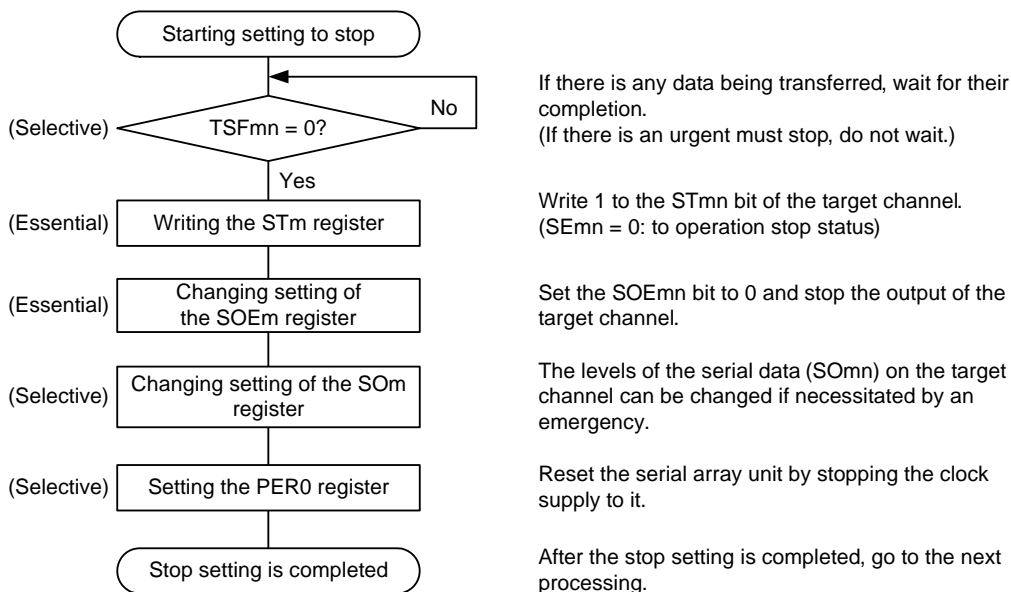 Starting setting to stop
No
(Selective)
TSFmn = 0?
If there is any data being transferred, wait for their
completion.
(If there is an urgent must stop, do not wait.)
Yes
(Essential)
Writing the STm register
Write 1 to the STmn bit of the target channel.
(SEmn = 0: to operation stop status)
(Essential)
Changing setting of
the SOEm register
Set the SOEmn bit to 0 and stop the output of the
target channel.
(Selective)
Changing setting of the SOm
register
The levels of the serial data (SOmn) on the target
channel can be changed if necessitated by an
emergency.
(Selective)
Setting the PER0 register
Reset the serial array unit by stopping the clock
supply to it.
Stop setting is completed
After the stop setting is completed, go to the next
processing.